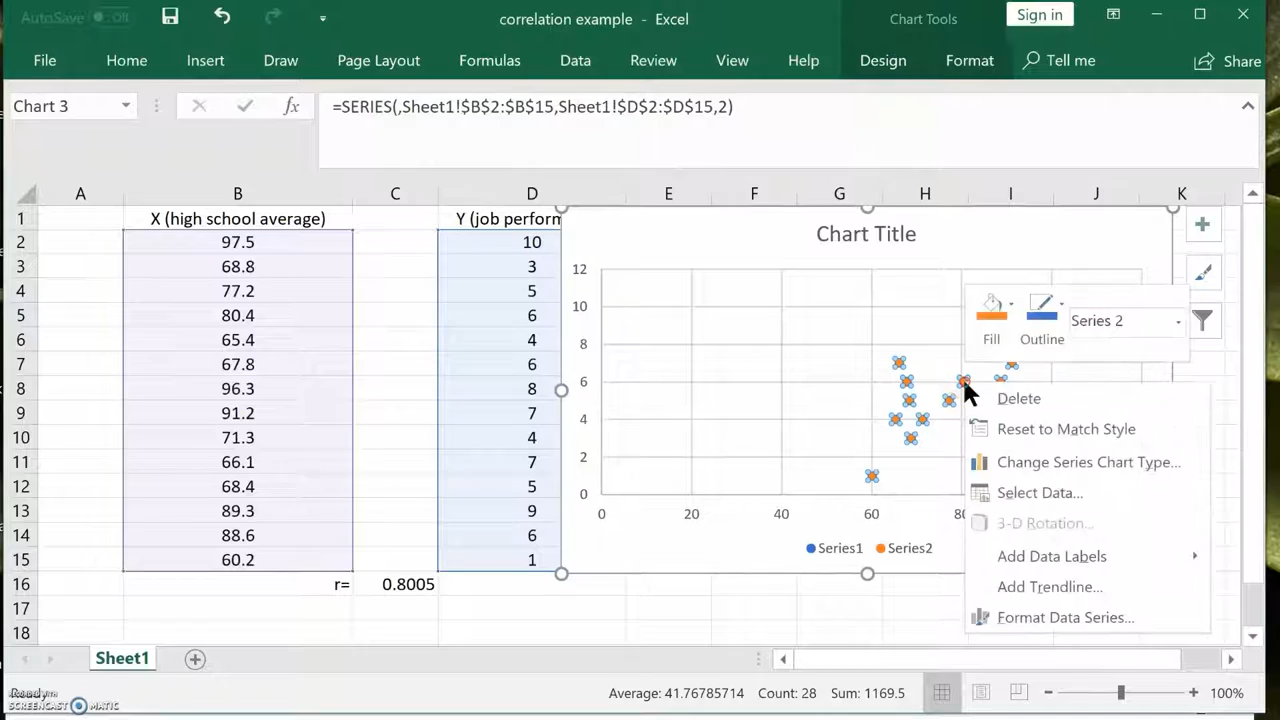 AutoSave Off
correlation example - Excel
Chart Tools
Sign in
File Home Insert Draw Page Layout Formulas Data Review View Help Design Format Tell me Share
Chart 3
fx
=SERIES(,Sheet1!$B$2:$B$15,Sheet1!$D$2:$D$15,2)
A B C D E F G H I J K
1 X (high school average) Y (job perform
2 97.5 10
3 68.8 3
4 77.2 5
5 80.4 6
6 65.4 4
7 67.8 6
8 96.3 8
9 91.2 7
10 71.3 4
11 66.1 7
12 68.4 5
13 89.3 9
14 88.6 6
15 60.2 1
16 r= 0.8005
17
18
Chart Title
12
10
8
6
4
2
0
0 20 40 60
Series1 Series2
Series 2
Fill Outline
Delete
Reset to Match Style
Change Series Chart Type...
Select Data...
3-D Rotation...
Add Data Labels
Add Trendline...
Format Data Series...
Sheet1
SCREENCAST MATIC
Average: 41.76785714 Count: 28 Sum: 1169.5
100%